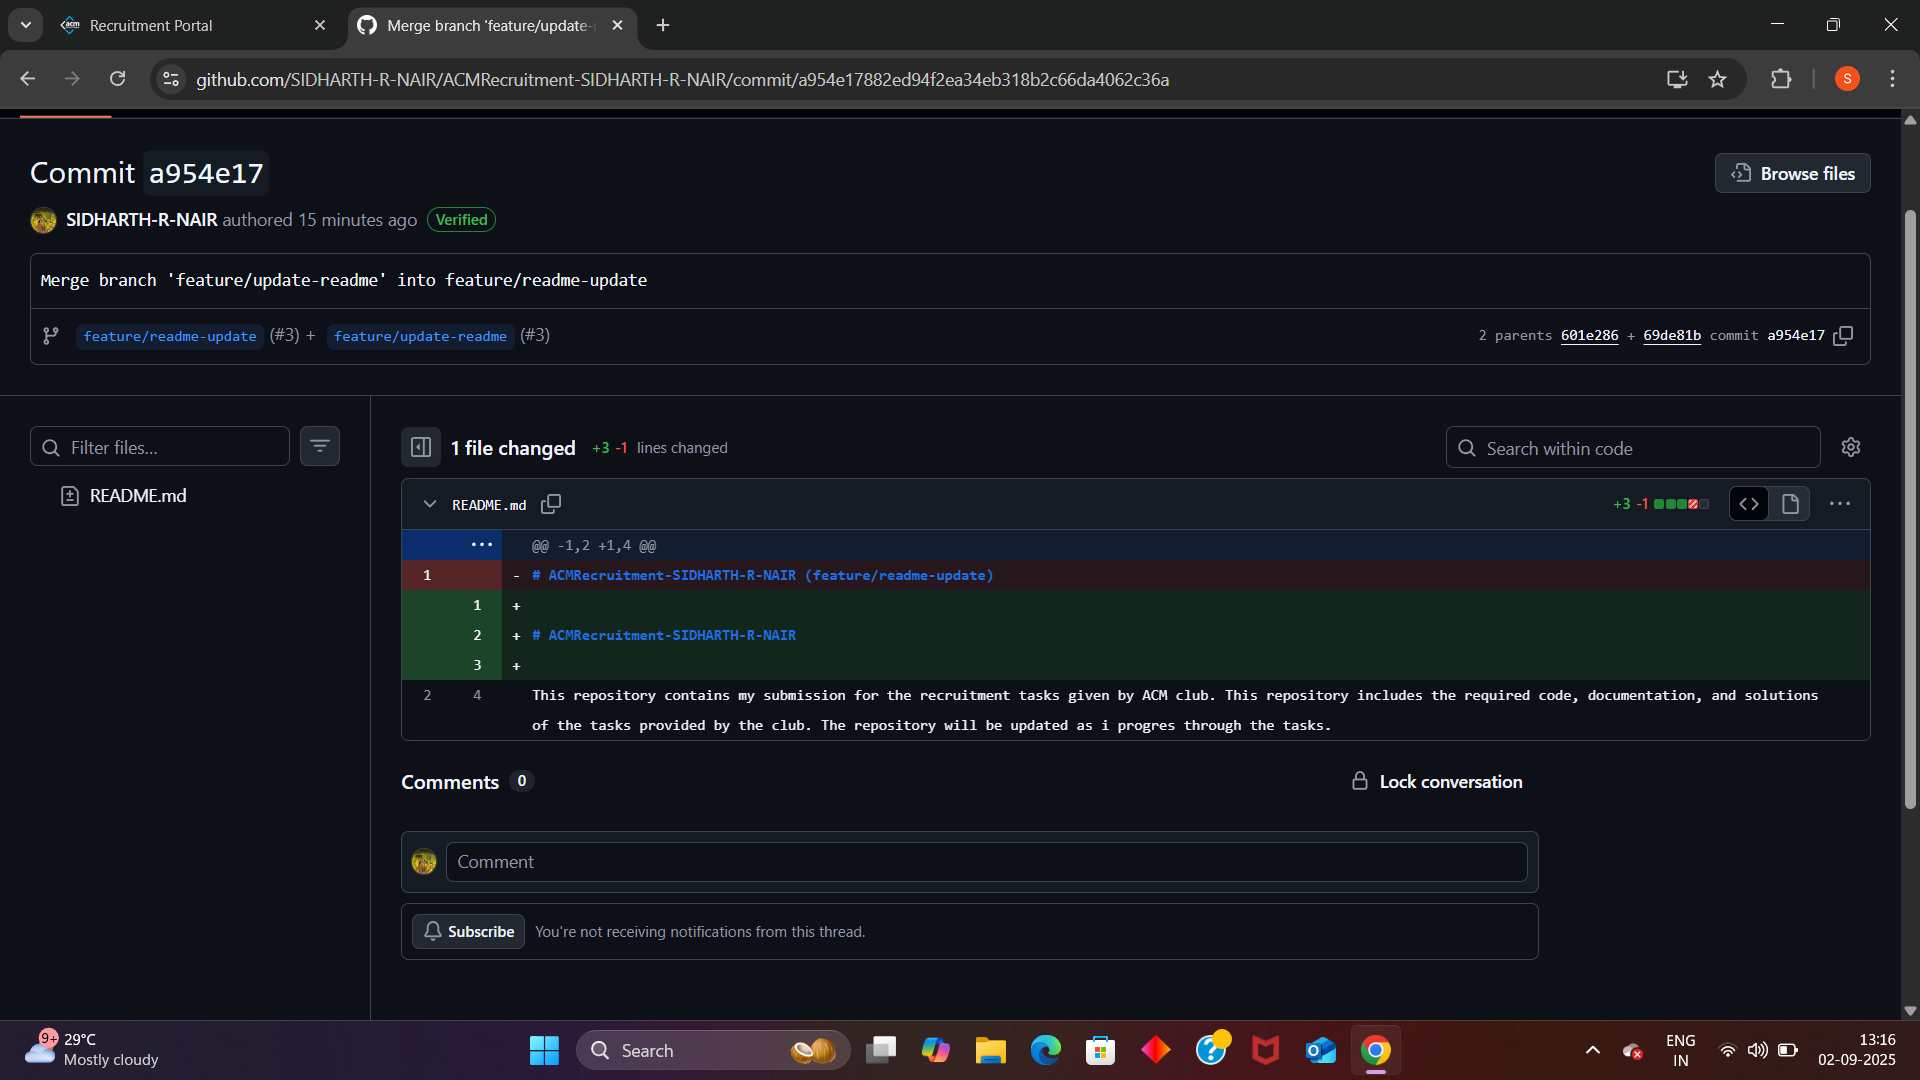 Recruitment Portal
Merge branch 'feature/update-
github.com/SIDHARTH-R-NAIR/ACMRecruitment-SIDHARTH-R-NAIR/commit/a954e17882ed94f2ea34eb318b2c66da4062c36a
S
Commit a954e17
Browse files
SIDHARTH-R-NAIR authored 15 minutes ago Verified
Merge branch 'feature/update-readme' into feature/readme-update
feature/readme-update (#3) + feature/update-readme (#3)
2 parents 601e286 + 69de81b commit a954e17
Filter files...
README.md
1 file changed +3 -1 lines changed
Search within code
README.md
+3 -1
@@ -1,2 +1,4 @@
1 - # ACMRecruitment-SIDHARTH-R-NAIR (feature/readme-update)
1 +
2 + # ACMRecruitment-SIDHARTH-R-NAIR
3 +
2 4 This repository contains my submission for the recruitment tasks given by ACM club. This repository includes the required code, documentation, and solutions
of the tasks provided by the club. The repository will be updated as i progres through the tasks.
Comments 0
Lock conversation
Comment
Subscribe You're not receiving notifications from this thread.
9+
29°C
Mostly cloudy
Search
ENG
IN
13:16
02-09-2025